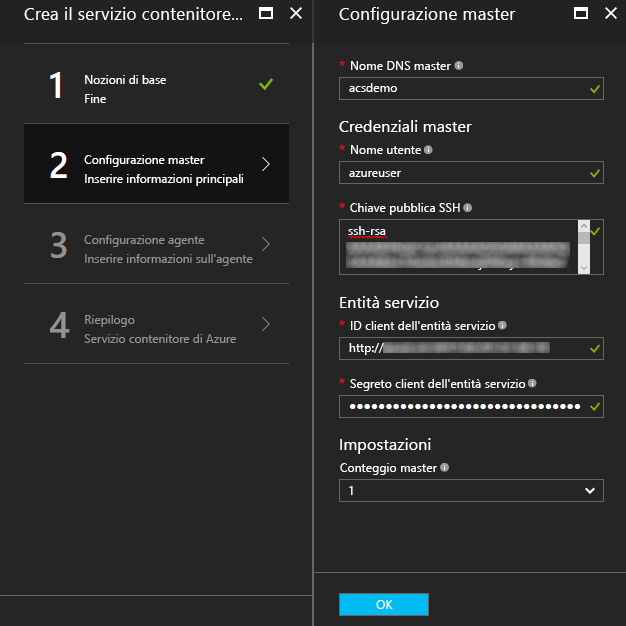 Crea il servizio contenitore...
1
Nozioni di base
Fine
2
Configurazione master
Inserire informazioni principali
3
Configurazione agente
Inserire informazioni sull'agente
4
Riepilogo
Servizio contenitore di Azure
Configurazione master
* Nome DNS master
acsdemo
Credenziali master
* Nome utente
azureuser
* Chiave pubblica SSH
ssh-rsa
Entità servizio
* ID client dell'entità servizio
http://
* Segreto client dell'entità servizio
Impostazioni
Conteggio master
1
OK